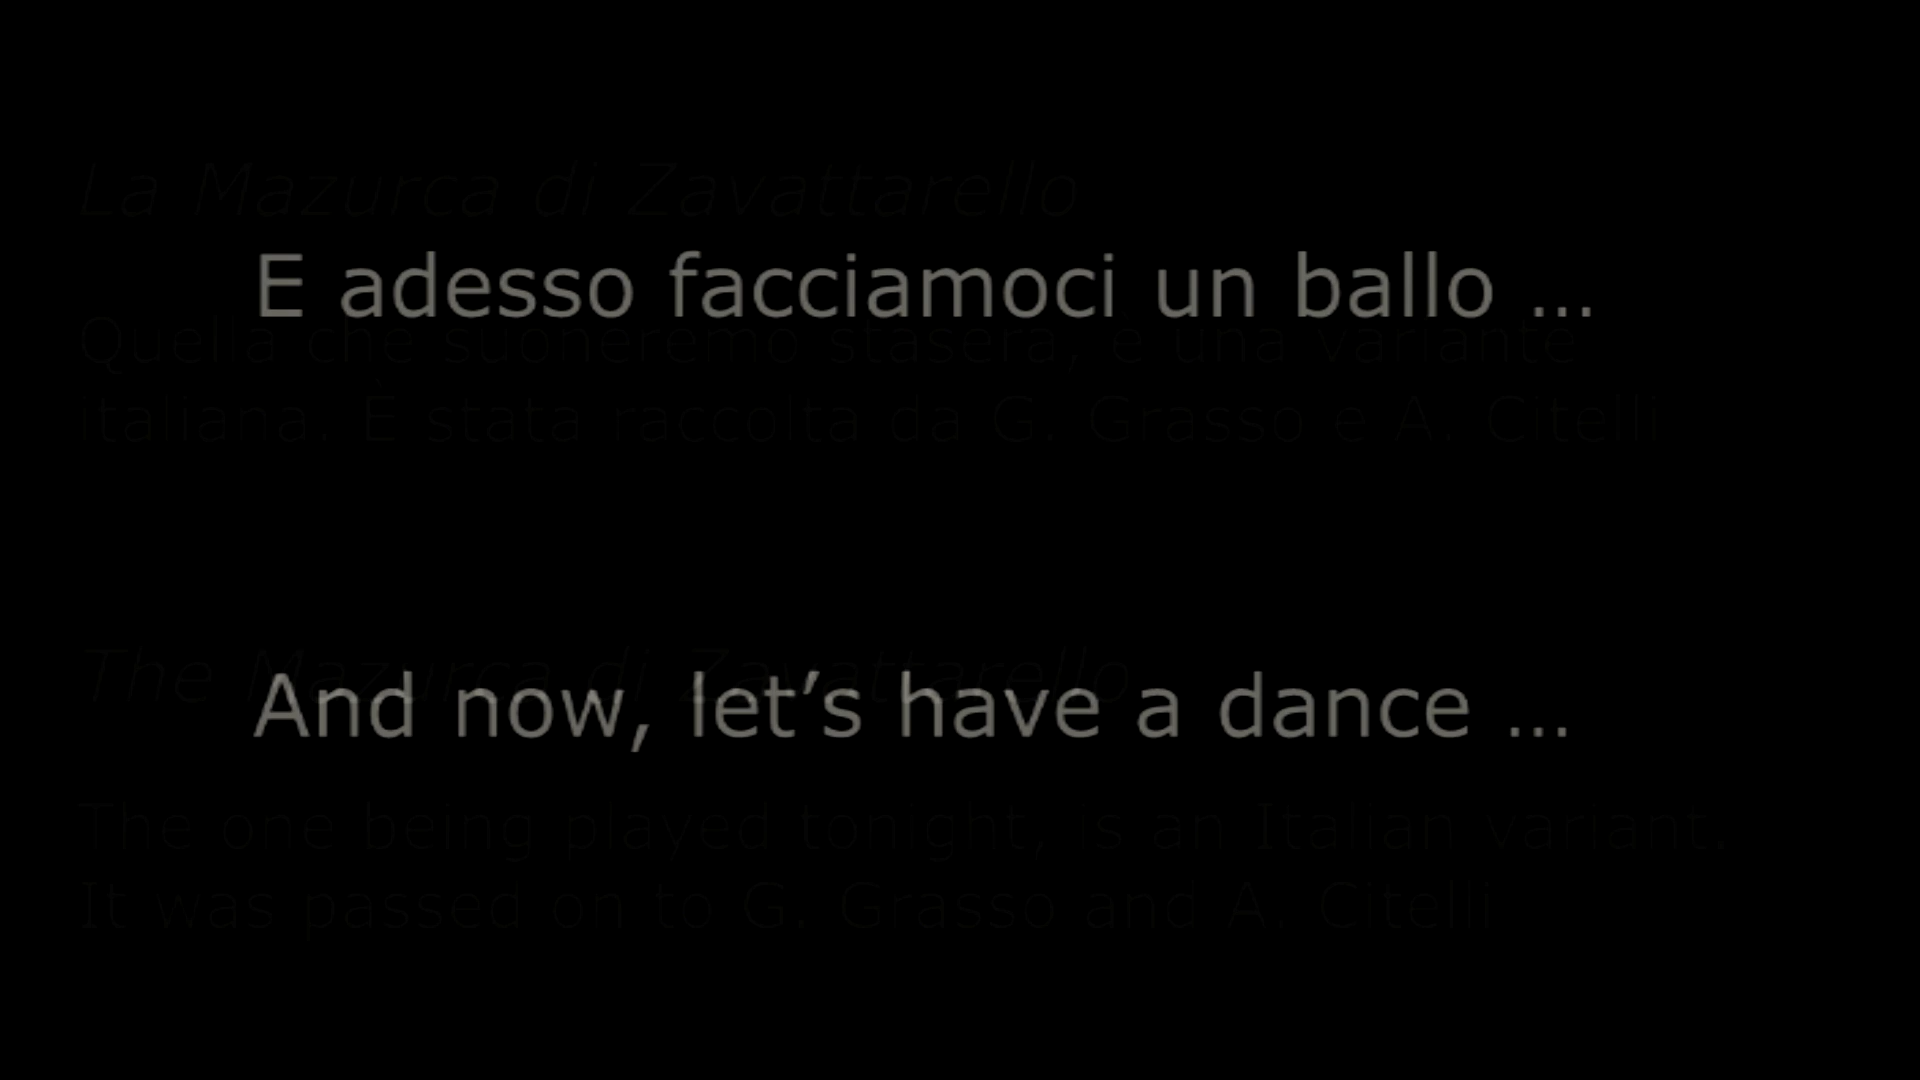 La Mazurca di Zavattarello
E adesso facciamoci un ballo ...
Quella che suoneremo stasera, è una variante
italiana. È stata raccolta da G. Grasso e A. Citelli
The Mazurca di Zavattarello
And now, let’s have a dance ...
The one being played tonight, is an Italian variant.
It was passed on to G. Grasso and A. Citelli